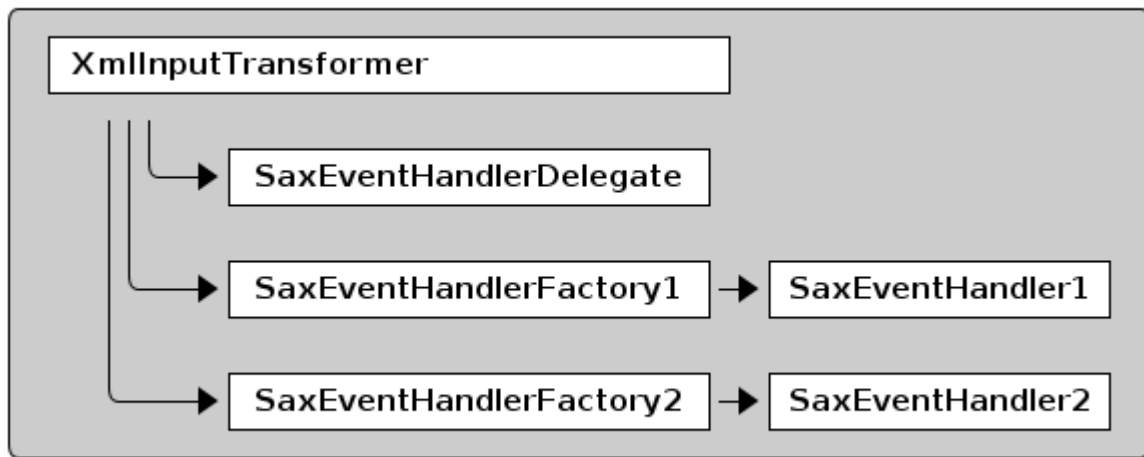 XmlInputTransformer
SaxEventHandlerDelegate
SaxEventHandlerFactory1 SaxEventHandler1
SaxEventHandlerFactory2 SaxEventHandler2